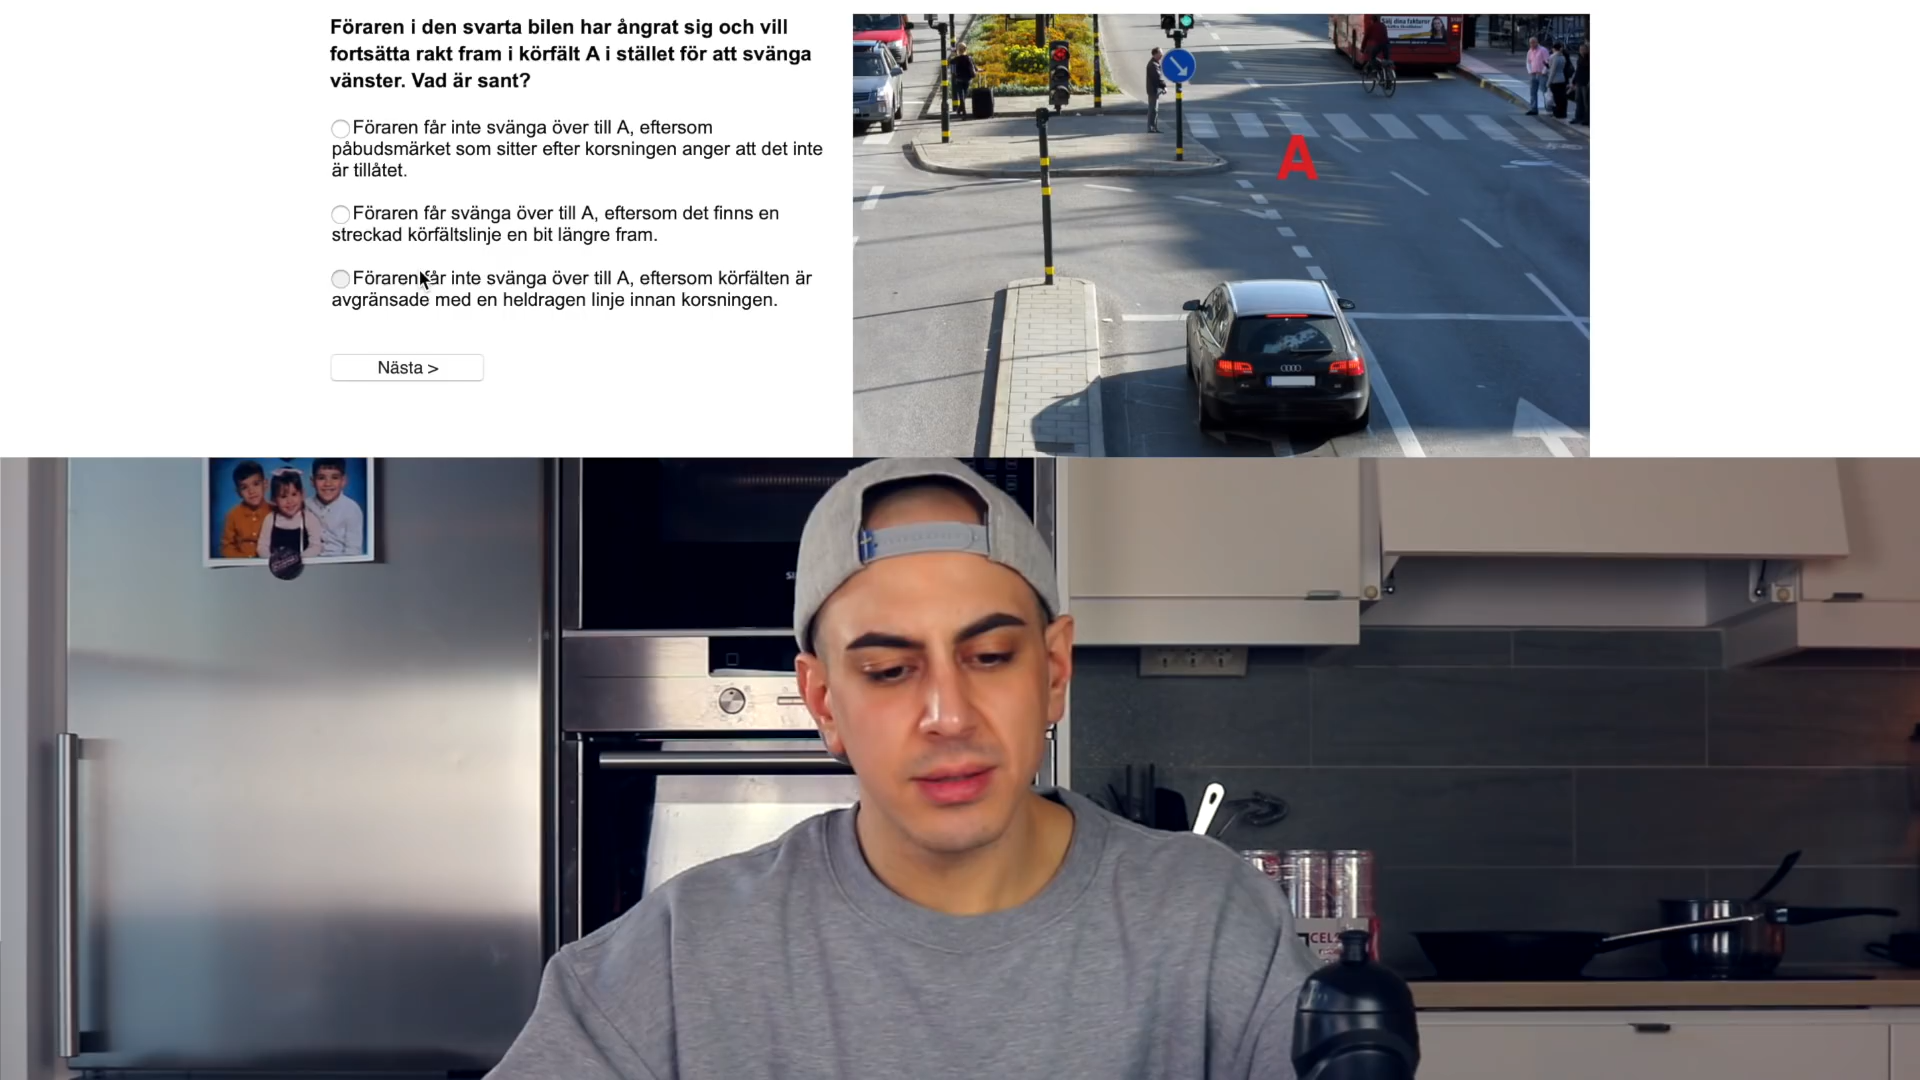 Föraren i den svarta bilen har ångrat sig och vill
fortsätta rakt fram i körfält A i stället för att svänga
vänster. Vad är sant?
Föraren får inte svänga över till A, eftersom
påbudsmärket som sitter efter korsningen anger att det inte
är tillåtet.
Föraren får svänga över till A, eftersom det finns en
streckad körfältslinje en bit längre fram.
Föraren får inte svänga över till A, eftersom körfälten är
avgränsade med en heldragen linje innan korsningen.
Nästa >
A
Sälj dina fakturor